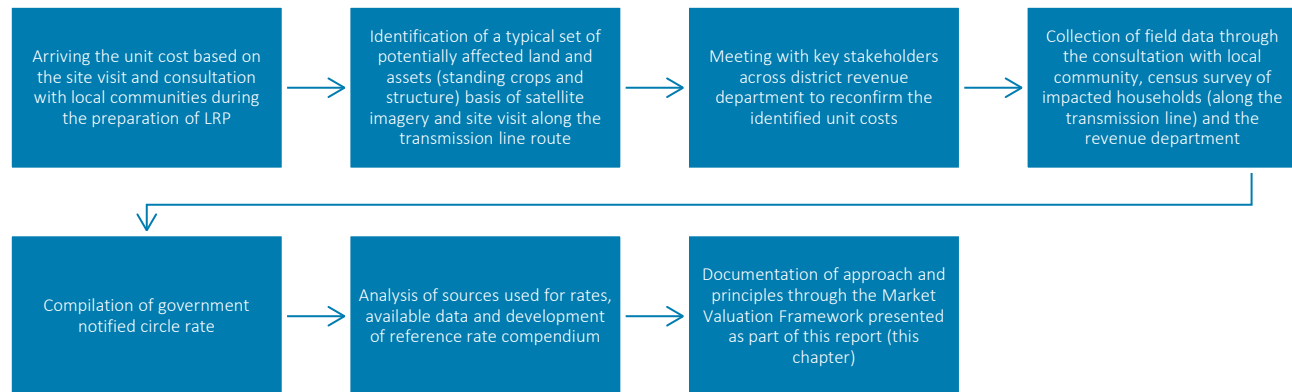 Arriving the unit cost based on
the site visit and consultation
with local communities during
the preparation of LRP
Identification of a typical set of
potentially affected land and
assets (standing crops and
structure) basis of satellite
imagery and site visit along the
transmission line route
Meeting with key stakeholders
across district revenue
department to reconfirm the
identified unit costs
Collection of field data through
the consultation with local
community, census survey of
impacted households (along the
transmission line) and the
revenue department
Compilation of government
notified circle rate
Analysis of sources used for rates,
available data and development
of reference rate compendium
Documentation of approach and
principles through the Market
Valuation Framework presented
as part of this report (this
chapter)